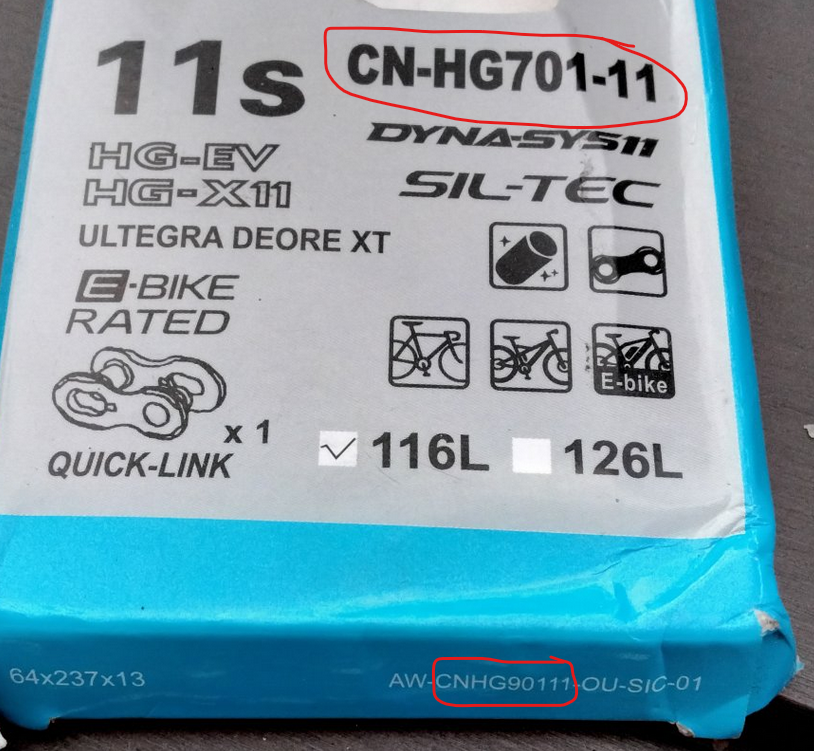 11s CN-HG701-11
DYNA-SYS11
HG-EV
HG-X11
SIL-TEC
ULTEGRA DEORE XT
E-BIKE
RATED
E-bike
x 1
QUICK-LINK
116L 126L
64x237x13
AW-CNHG90111-OU-SIC-01